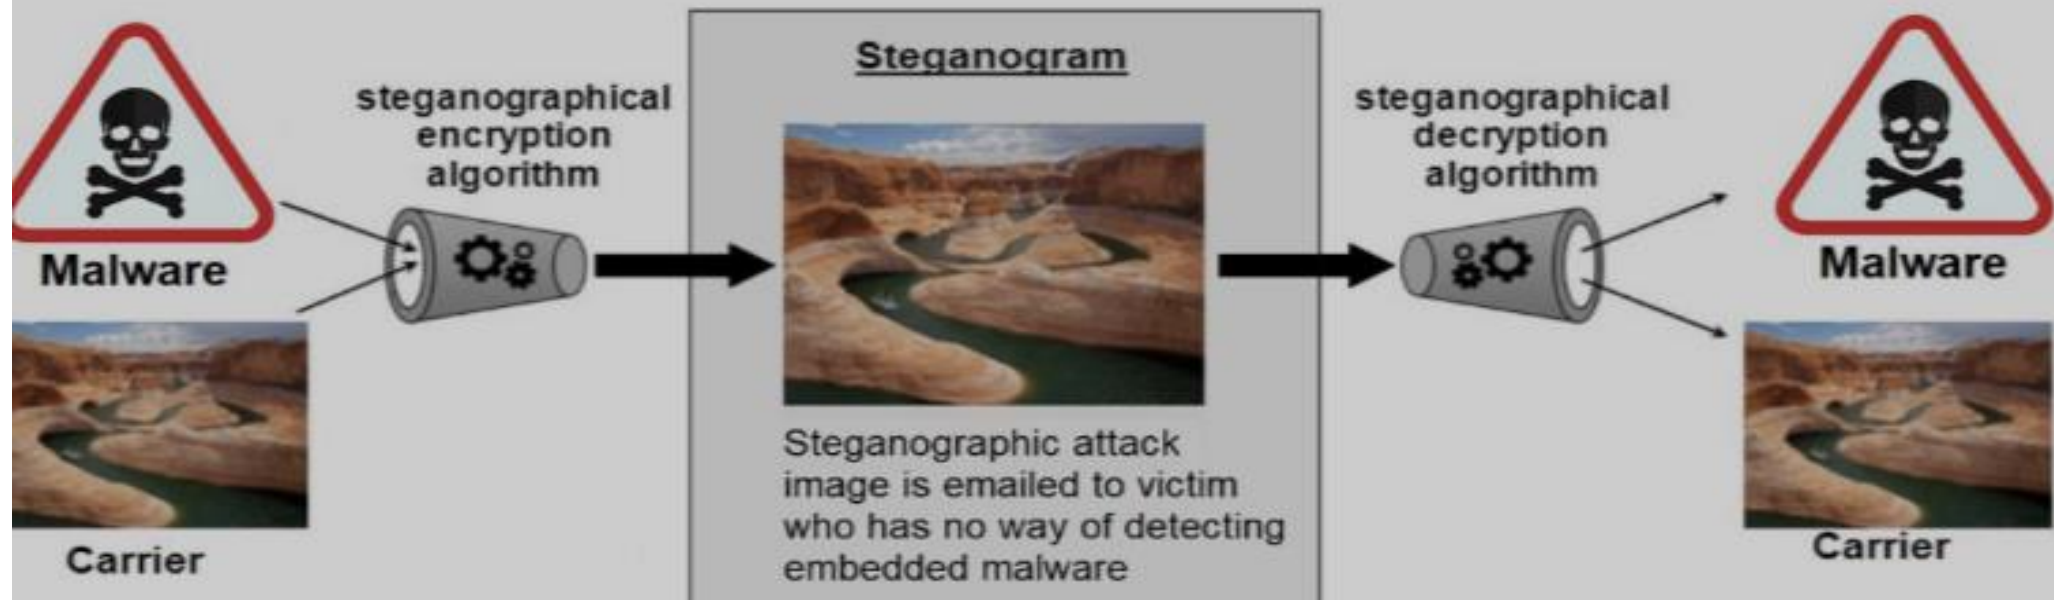 Malware
Carrier
steganographical
encryption
algorithm
Steganogram
Steganographic attack
image is emailed to victim
who has no way of detecting
embedded malware
steganographical
decryption
algorithm
Malware
Carrier